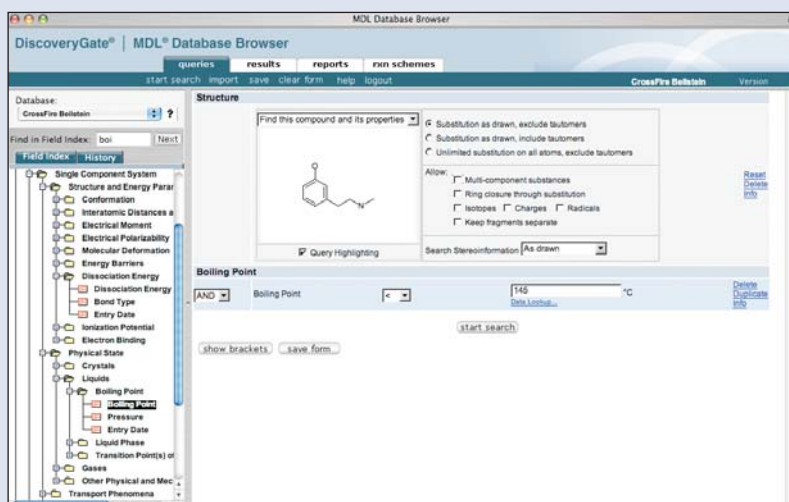 MDL Database Browser
DiscoveryGate® | MDL® Database Browser
queries results reports rxn schemes
start search import save clear form help logout CrossFire Beilstein Version
Database:
CrossFire Beilstein ?
Find in Field Index: boi Next
Field Index History
Single Component System
Structure and Energy Parar
Conformation
Interatomic Distances a
Electrical Moment
Electrical Polarizability
Molecular Deformation
Energy Barriers
Dissociation Energy
Dissociation Energy
Bond Type
Entry Date
Ionization Potential
Electron Binding
Physical State
Crystals
Liquids
Boiling Point
Boiling Point
Pressure
Entry Date
Liquid Phase
Transition Point(s) of
Gases
Other Physical and Mec
Transport Phenomena
Structure
Find this compound and its properties
O
N
Query Highlighting
Substitution as drawn, exclude tautomers
Substitution as drawn, include tautomers
Unlimited substitution on all atoms, exclude tautomers
Allow:
Multi-component substances
Ring closure through substitution
Isotopes Charges Radicals
Keep fragments separate
Search Stereoinformation As drawn
Reset
Delete
Info
Boiling Point
AND Boiling Point < 145 °C
Data Lookup...
Delete
Duplicate
Info
start search
show brackets save form